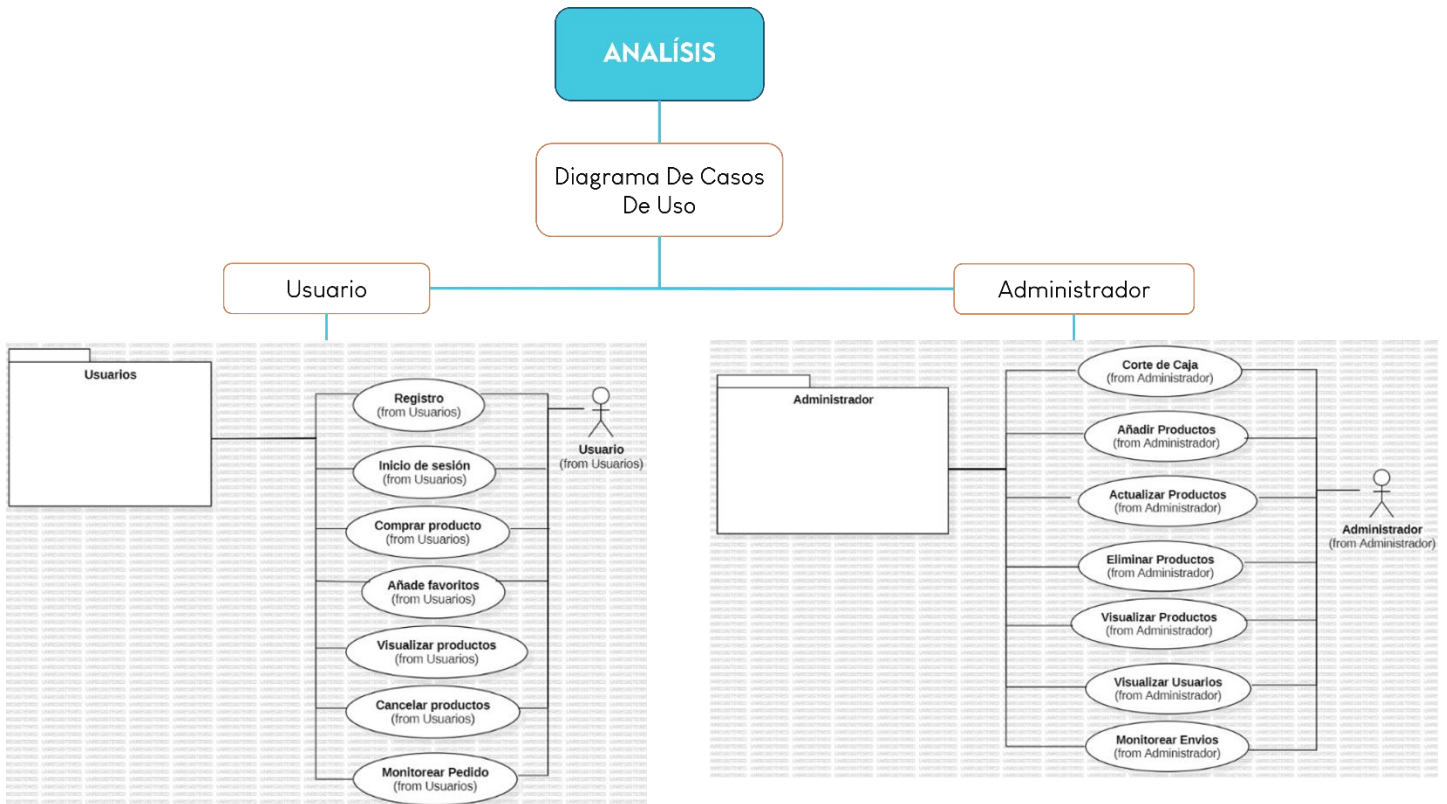 ANALÍSIS
Diagrama De Casos
De Uso
Usuario
Administrador
Usuarios
Registro
(from Usuarios)
Inicio de sesión
(from Usuarios)
Comprar producto
(from Usuarios)
Añade favoritos
(from Usuarios)
Visualizar productos
(from Usuarios)
Cancelar productos
(from Usuarios)
Monitorear Pedido
(from Usuarios)
Usuario
(from Usuarios)
Administrador
Corte de Caja
(from Administrador)
Añadir Productos
(from Administrador)
Actualizar Productos
(from Administrador)
Eliminar Productos
(from Administrador)
Visualizar Productos
(from Administrador)
Visualizar Usuarios
(from Administrador)
Monitorear Envios
(from Administrador)
Administrador
(from Administrador)